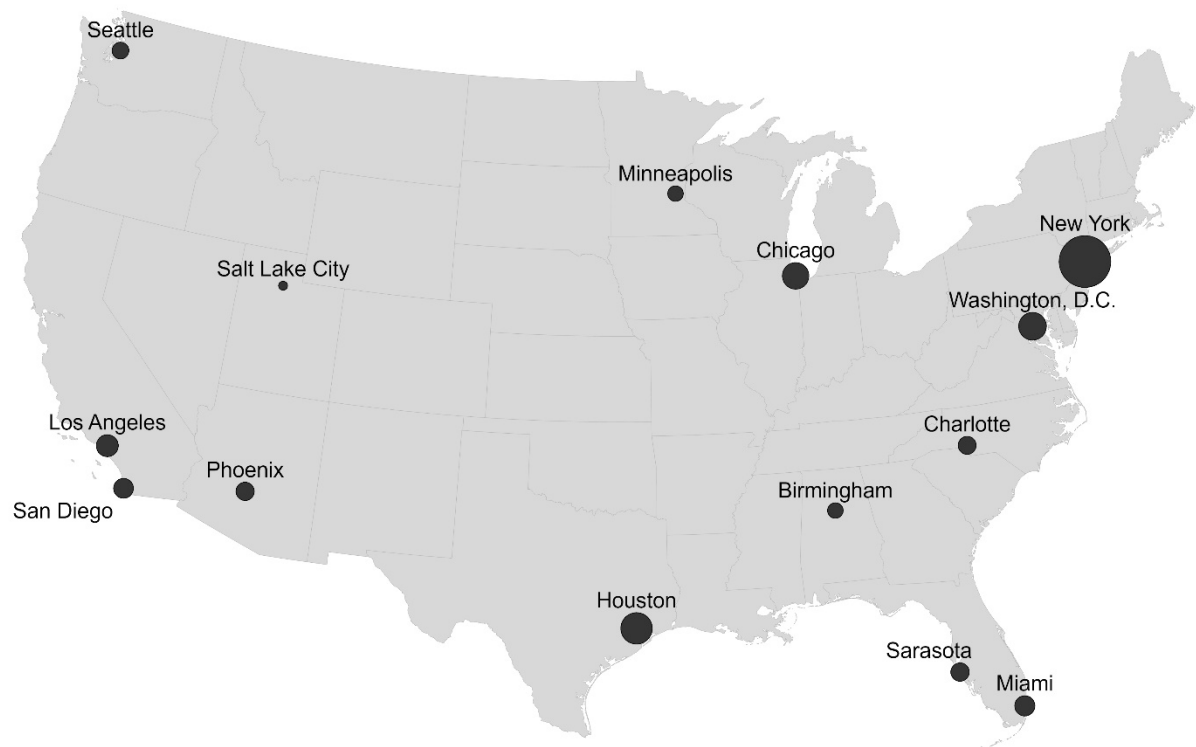 Seattle
Minneapolis
New York
Chicago
Salt Lake City
Washington, D.C.
Los Angeles
Charlotte
Phoenix
Birmingham
San Diego
Houston
Sarasota
Miami